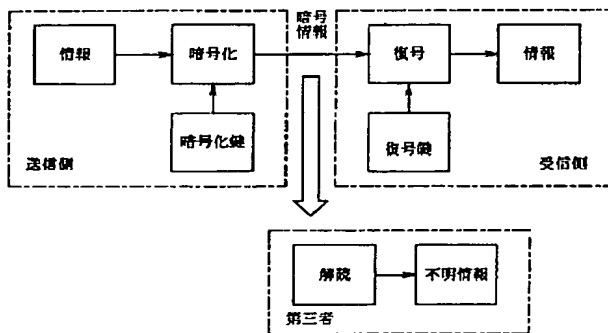 暗号
情報
情報
暗号化
復号
情報
暗号化鍵
復号鍵
送信側
受信側
解読
不明情報
第三者